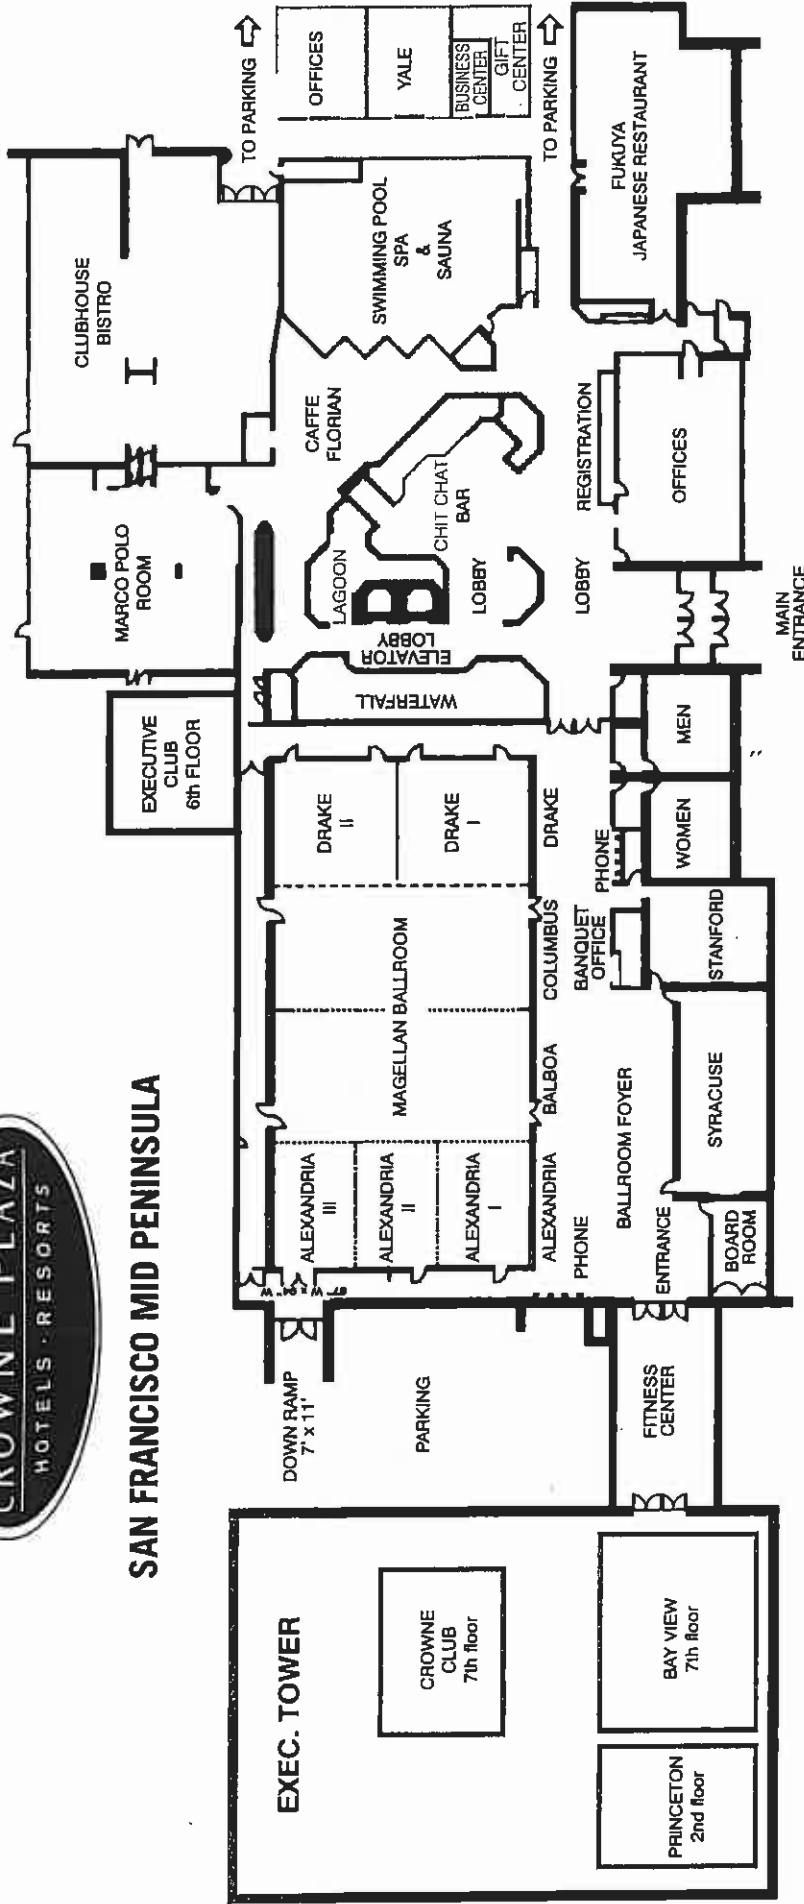 CROWNE PLAZA
HOTELS · RESORTS
SAN FRANCISCO MID PENINSULA
EXEC. TOWER
CROWNE
CLUB
7th floor
PRINCETON
2nd floor
BAY VIEW
7th floor
DOWN RAMP
7' x 11'
PARKING
FITNESS
CENTER
ENTRANCE
BOARD
ROOM
PHONE
BALLROOM FOYER
SYRACUSE
STANFORD
ALEXANDRIA
III
ALEXANDRIA
II
ALEXANDRIA
I
ALEXANDRIA
MAGELLAN BALLROOM
BALBOA
COLUMBUS
DRAKE
II
DRAKE
I
DRAKE
BANQUET
OFFICE
PHONE
WOMEN
MEN
EXECUTIVE
CLUB
6th FLOOR
MARCO POLO
ROOM
CLUBHOUSE
BISTRO
WATERFALL
ELEVATOR
LOBBY
LAGOON
CHIT CHAT
BAR
LOBBY
LOBBY
CAFFE
FLORIAN
REGISTRATION
OFFICES
MAIN
ENTRANCE
SWIMMING POOL
SPA
&
SAUNA
TO PARKING
TO PARKING
OFFICES
YALE
BUSINESS
CENTER
GIFT
CENTER
FUKUYA
JAPANESE RESTAURANT